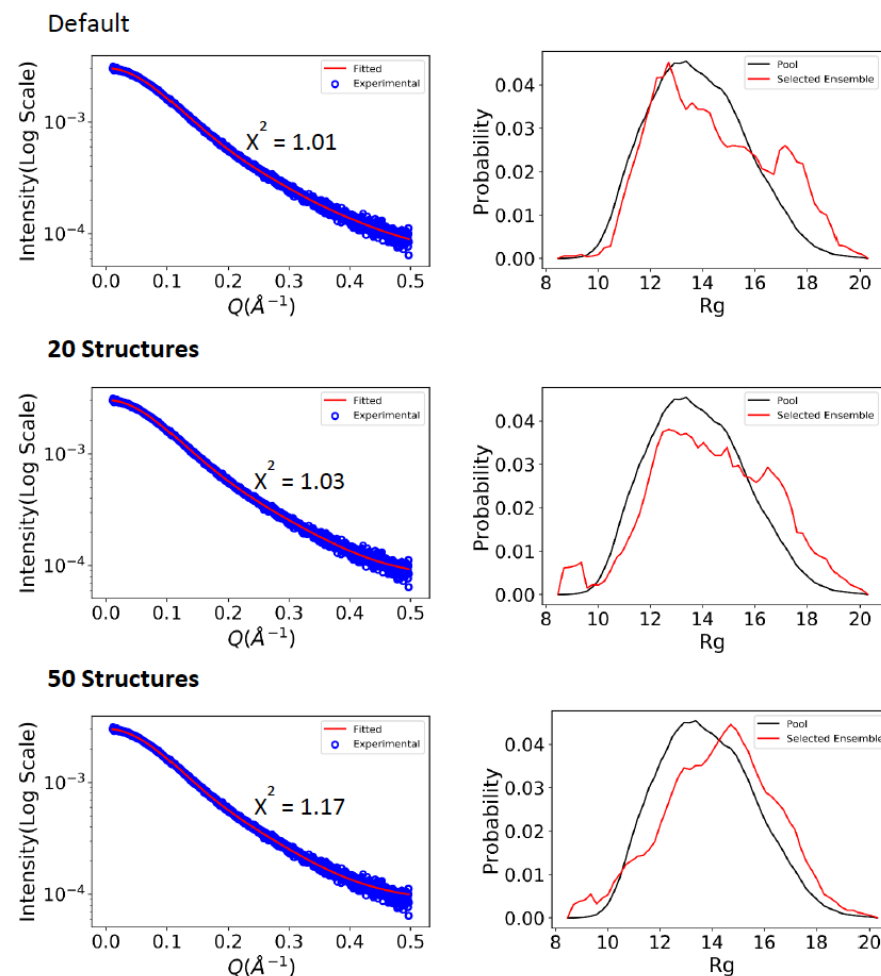 Default
Intensity(Log Scale)
10⁻³
10⁻⁴
X² = 1.01
Fitted
Experimental
0.0 0.1 0.2 0.3 0.4 0.5
Q(Å⁻¹)
Probability
0.04
0.03
0.02
0.01
0.00
Pool
Selected Ensemble
8 10 12 14 16 18 20
Rg
20 Structures
Intensity(Log Scale)
10⁻³
10⁻⁴
X² = 1.03
Fitted
Experimental
0.0 0.1 0.2 0.3 0.4 0.5
Q(Å⁻¹)
Probability
0.04
0.03
0.02
0.01
0.00
Pool
Selected Ensemble
8 10 12 14 16 18 20
Rg
50 Structures
Intensity(Log Scale)
10⁻³
10⁻⁴
X² = 1.17
Fitted
Experimental
0.0 0.1 0.2 0.3 0.4 0.5
Q(Å⁻¹)
Probability
0.04
0.03
0.02
0.01
0.00
Pool
Selected Ensemble
8 10 12 14 16 18 20
Rg